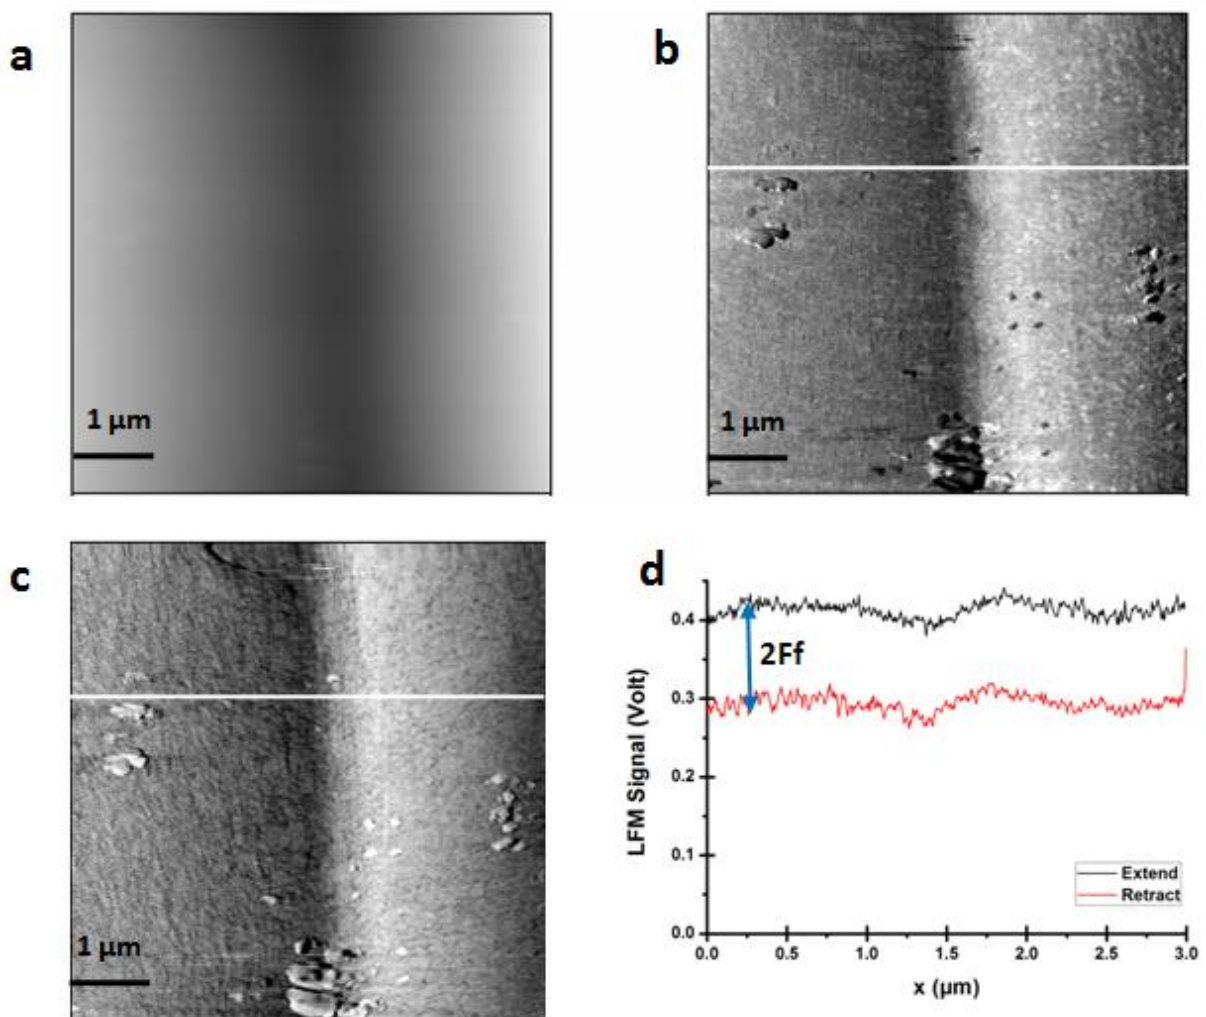 a
1 μm
b
1 μm
c
1 μm
d
LFM Signal (Volt)
0.4
0.3
0.2
0.1
0.0
2Ff
Extend
Retract
0.0 0.5 1.0 1.5 2.0 2.5 3.0
x (μm)